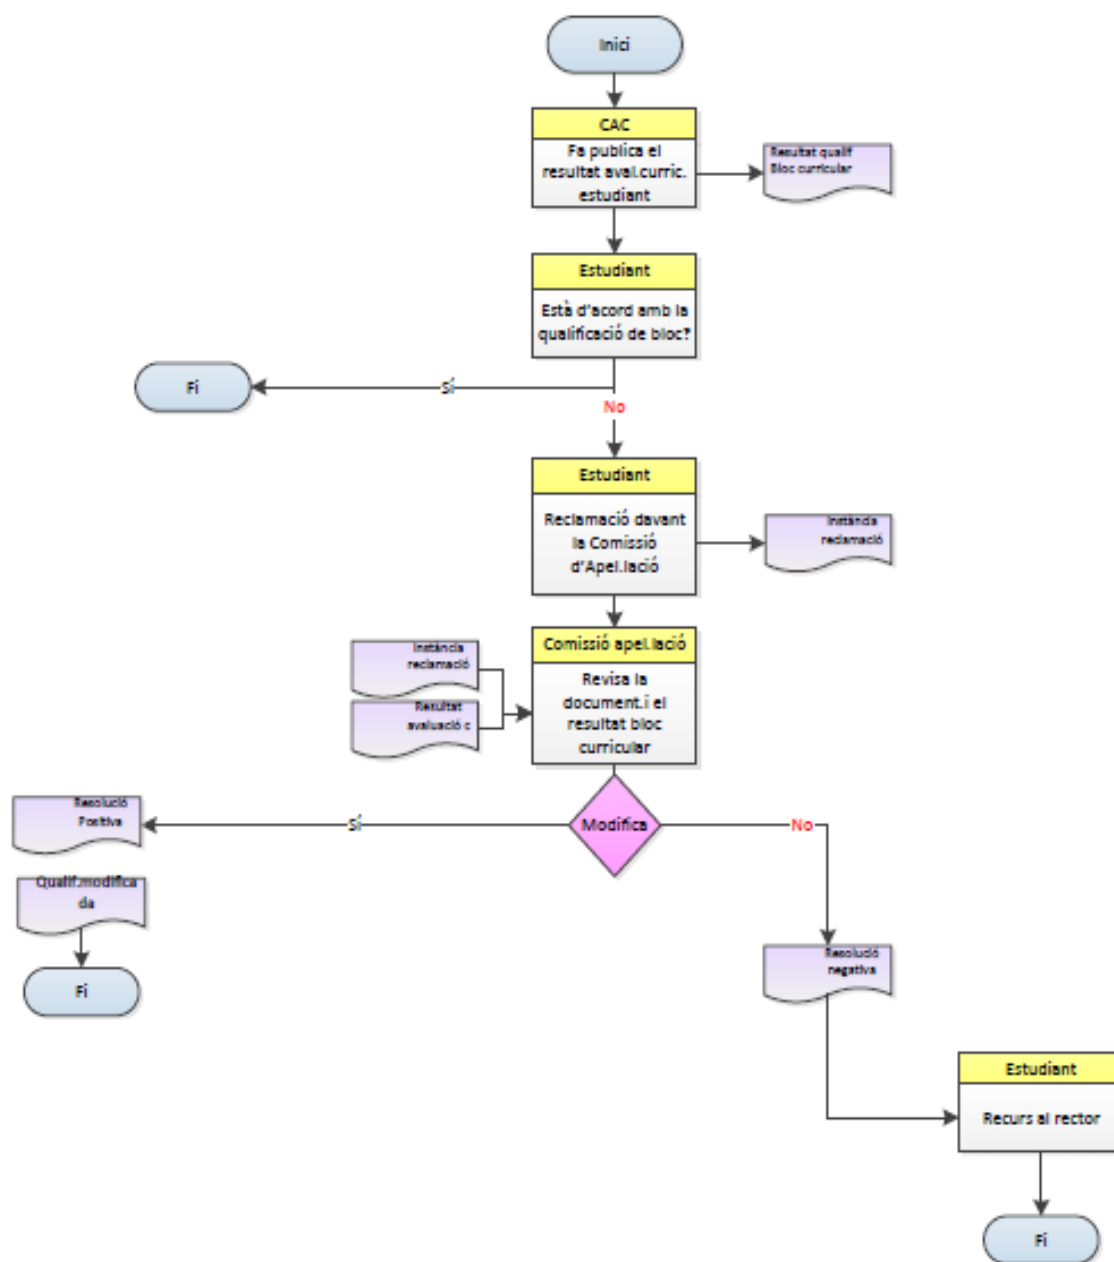 Inici
CAC
Fa publica el
resultat aval.curric.
estudiant
Resultat qualif
Bloc curricular
Estudiant
Està d'acord amb la
qualificació de bloc?
Fi
Sí
No
Estudiant
Reclamació davant
la Comissió
d'Apel.lació
Instància
reclamació
Comissió apel.lació
Revisa la
document.i el
resultat bloc
curricular
Instància
reclamació
Resultat
avaluació c
Modifica
Sí
No
Resolució
Positiva
Qualif.modifica
da
Fi
Resolució
negativa
Estudiant
Recurs al rector
Fi